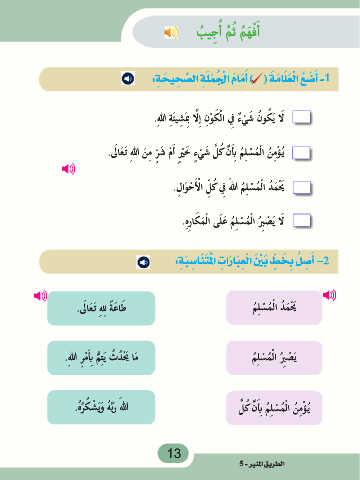 أَفْهَمُ ثُمَّ أُجِيبُ
1- أَضَعُ الْعَلَامَةَ (✓) أَمَامَ الْجُمْلَةِ الصَّحِيحَةِ:
لَا يَكُونُ شَيْءٌ فِي الْكَوْنِ إِلَّا بِمَشِيئَةِ اللهِ.
يُؤْمِنُ الْمُسْلِمُ بِأَنَّ كُلَّ شَيْءٍ خَيْرٍ أَمْ شَرٍّ مِنَ اللهِ تَعَالَى.
يَحْمَدُ الْمُسْلِمُ اللهَ فِي كُلِّ الْأَحْوَالِ.
لَا يَصْبِرُ الْمُسْلِمُ عَلَى الْمَكَارِهِ.
2- أَصِلُ بِخَطٍّ بَيْنَ الْعِبَارَاتِ الْمُتَنَاسِبَةِ:
يَحْمَدُ الْمُسْلِمُ
طَاعَةً لِلهِ تَعَالَى.
يَصْبِرُ الْمُسْلِمُ
مَا يَحْدُثُ يَتِمُّ بِأَمْرِ اللهِ.
يُؤْمِنُ الْمُسْلِمُ بِأَنَّ كُلَّ
اللهَ رَبَّهُ وَيَشْكُرُهُ.
13
الطريق المنير - 5